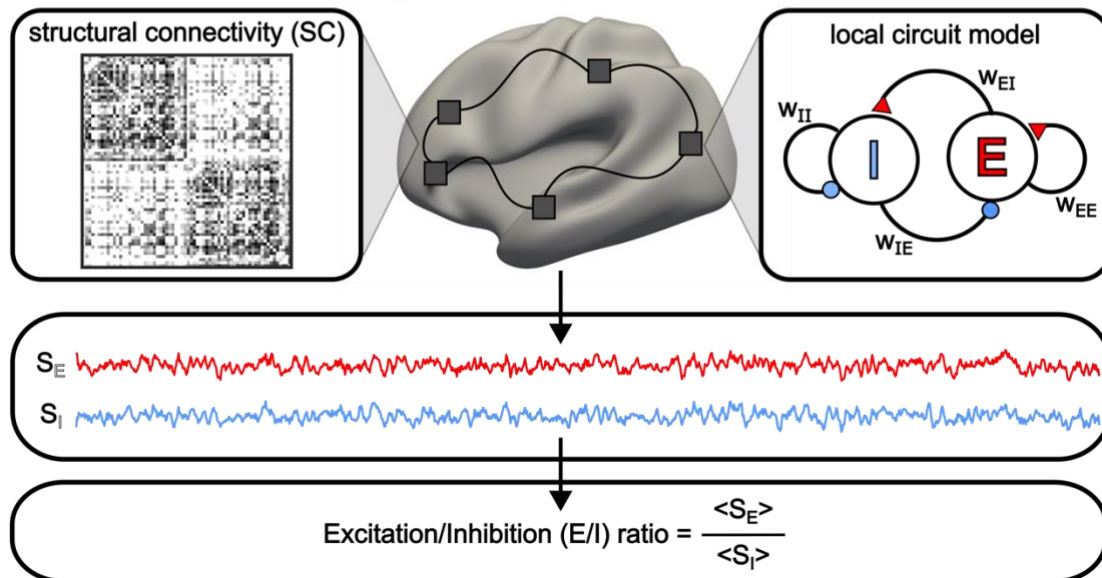 structural connectivity (SC)
local circuit model
wEI
wII
I
E
wEE
wIE
SE
SI
Excitation/Inhibition (E/I) ratio = <SE>
<SI>